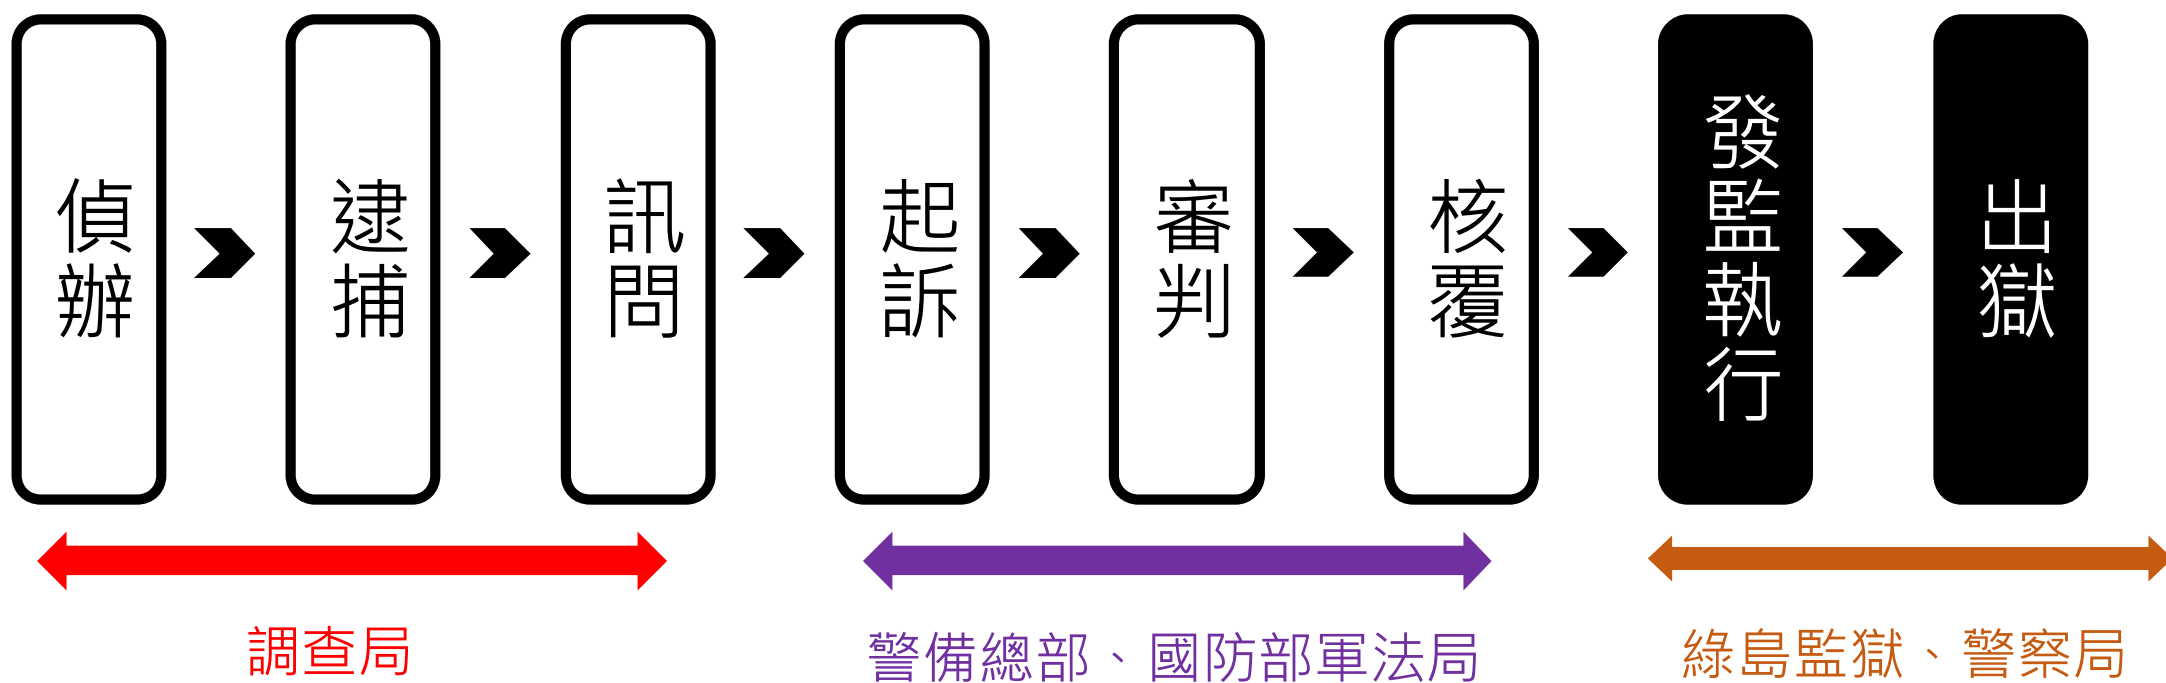 偵辦
逮捕
訊問
起訴
審判
核覆
發監執行
出獄
調查局
警備總部、國防部軍法局
綠島監獄、警察局